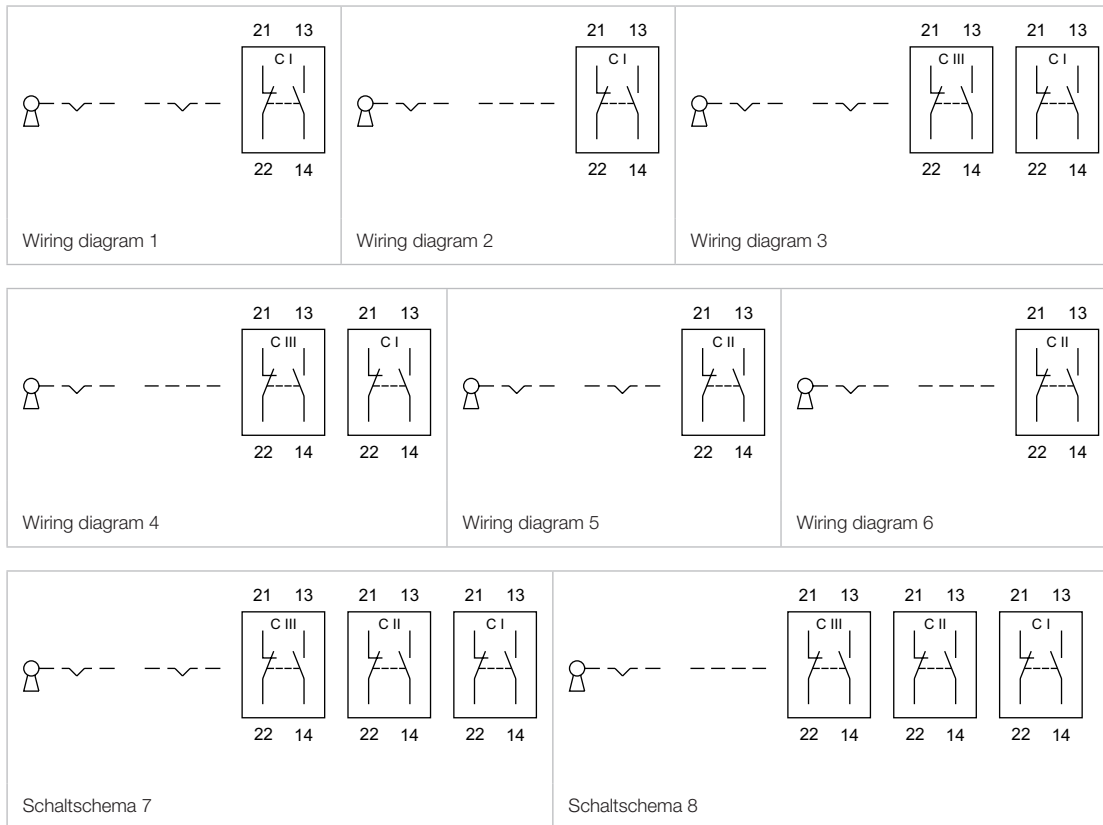 21 13
C I
22 14
Wiring diagram 1
21 13
C I
22 14
Wiring diagram 2
21 13 21 13
C III C I
22 14 22 14
Wiring diagram 3
21 13 21 13
C III C I
22 14 22 14
Wiring diagram 4
21 13
C II
22 14
Wiring diagram 5
21 13
C II
22 14
Wiring diagram 6
21 13 21 13 21 13
C III C II C I
22 14 22 14 22 14
Schaltschema 7
21 13 21 13 21 13
C III C II C I
22 14 22 14 22 14
Schaltschema 8